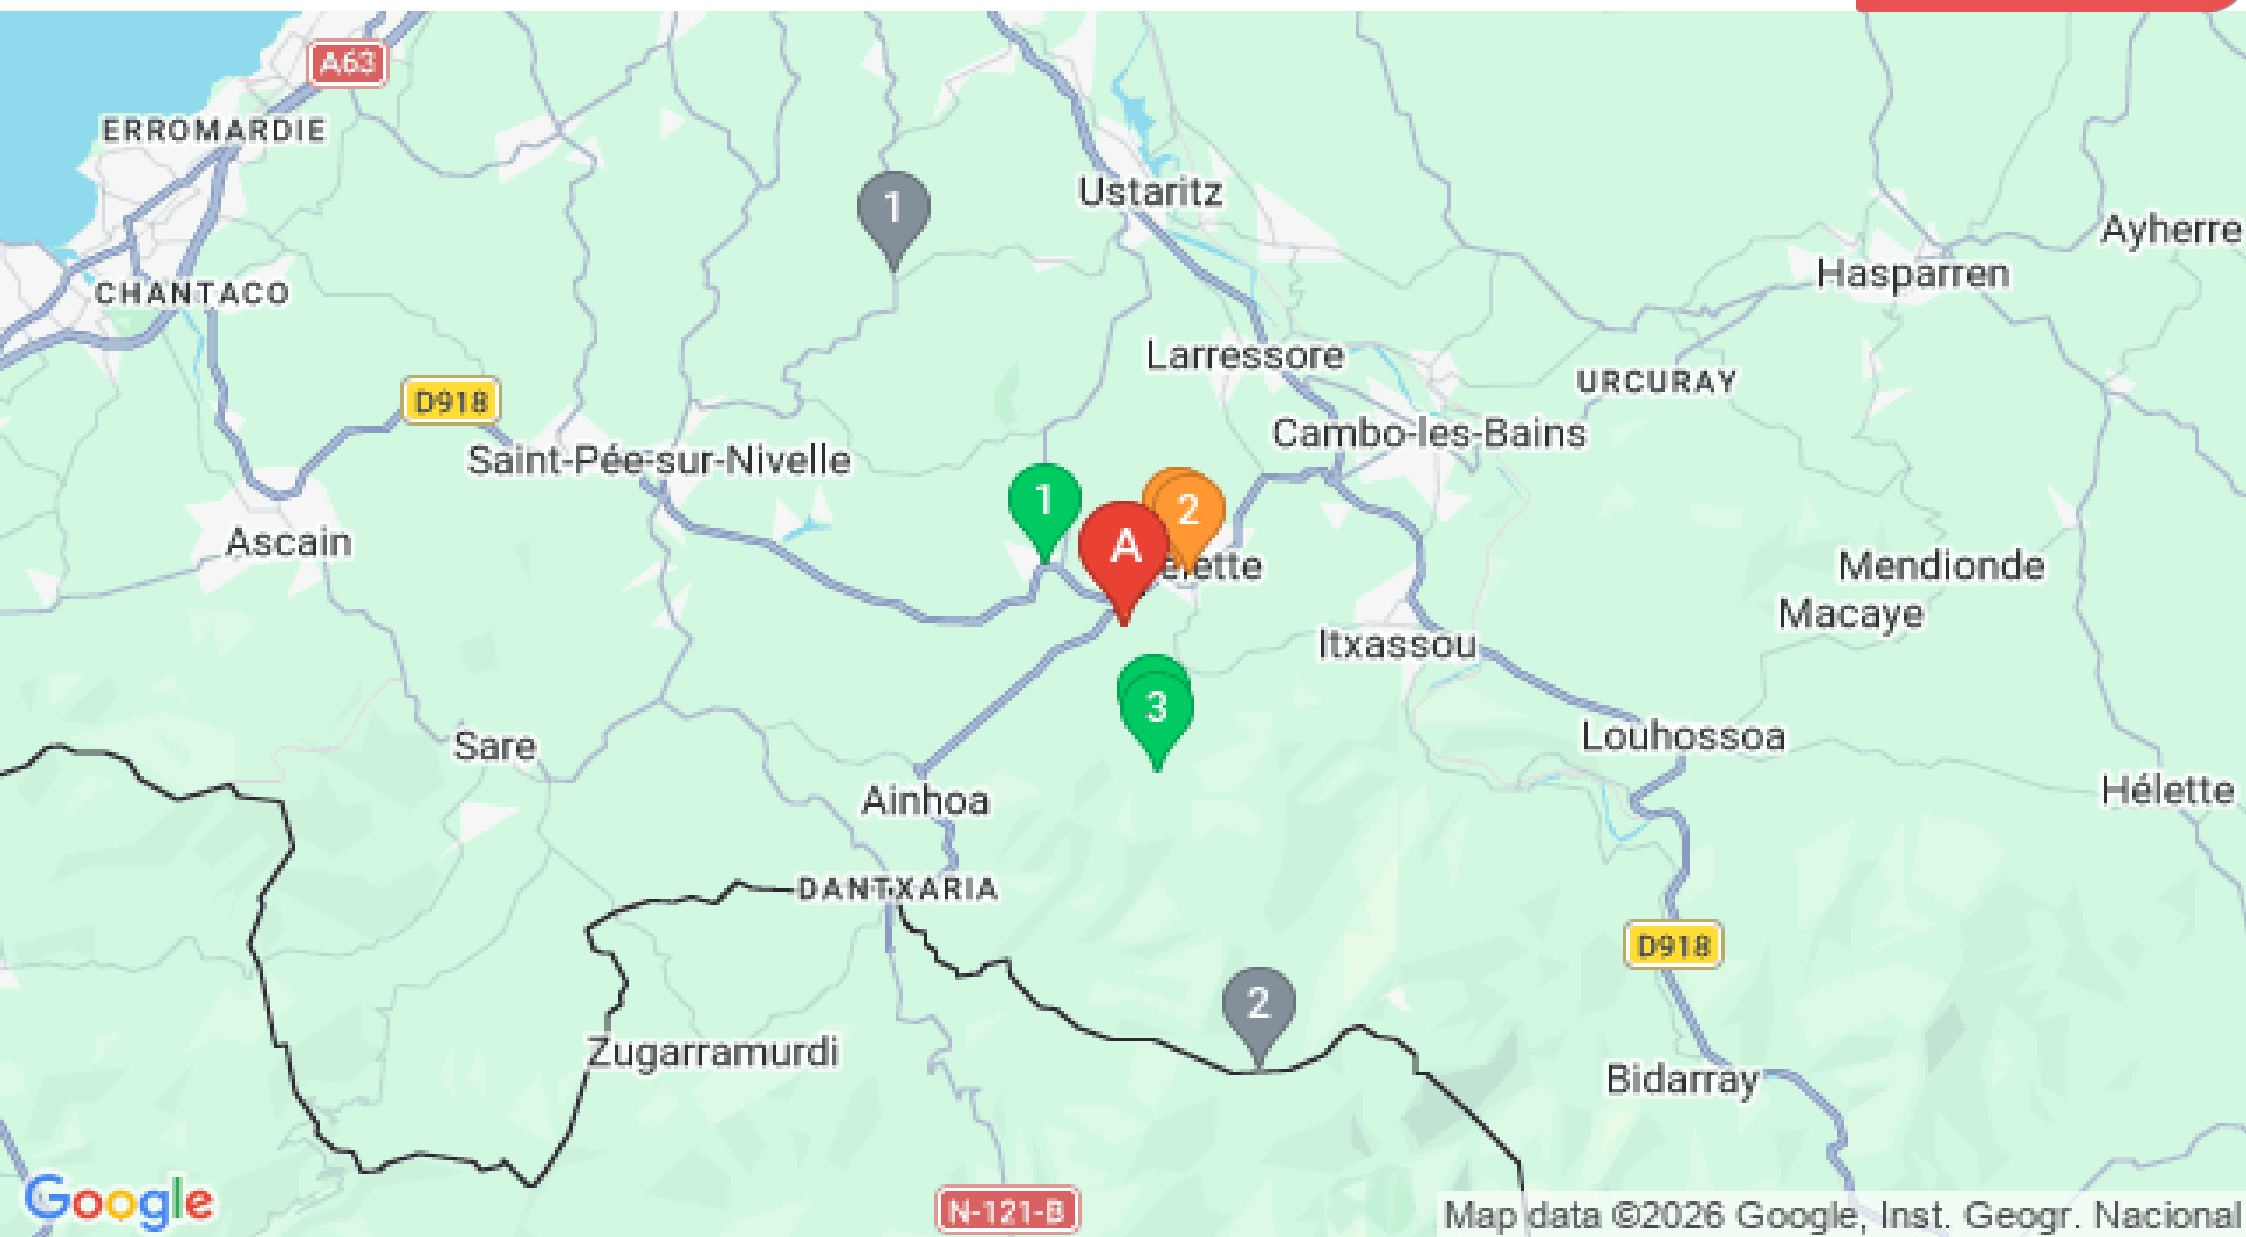 A63
ERROMARDIE
1
Ustaritz
Ayherre
Hasparren
CHANTACO
Larressore
URCURAY
D918
Cambo-les-Bains
Saint-Pée-sur-Nivelle
1
2
A
elette
Ascain
Mendionde
Macaye
Itxassou
3
Louhossoa
Sare
Hélette
Ainhoa
DANTXARIA
D918
2
Zugarramurdi
Bidarray
Google
N-121-B
Map data ©2026 Google, Inst. Geogr. Nacional